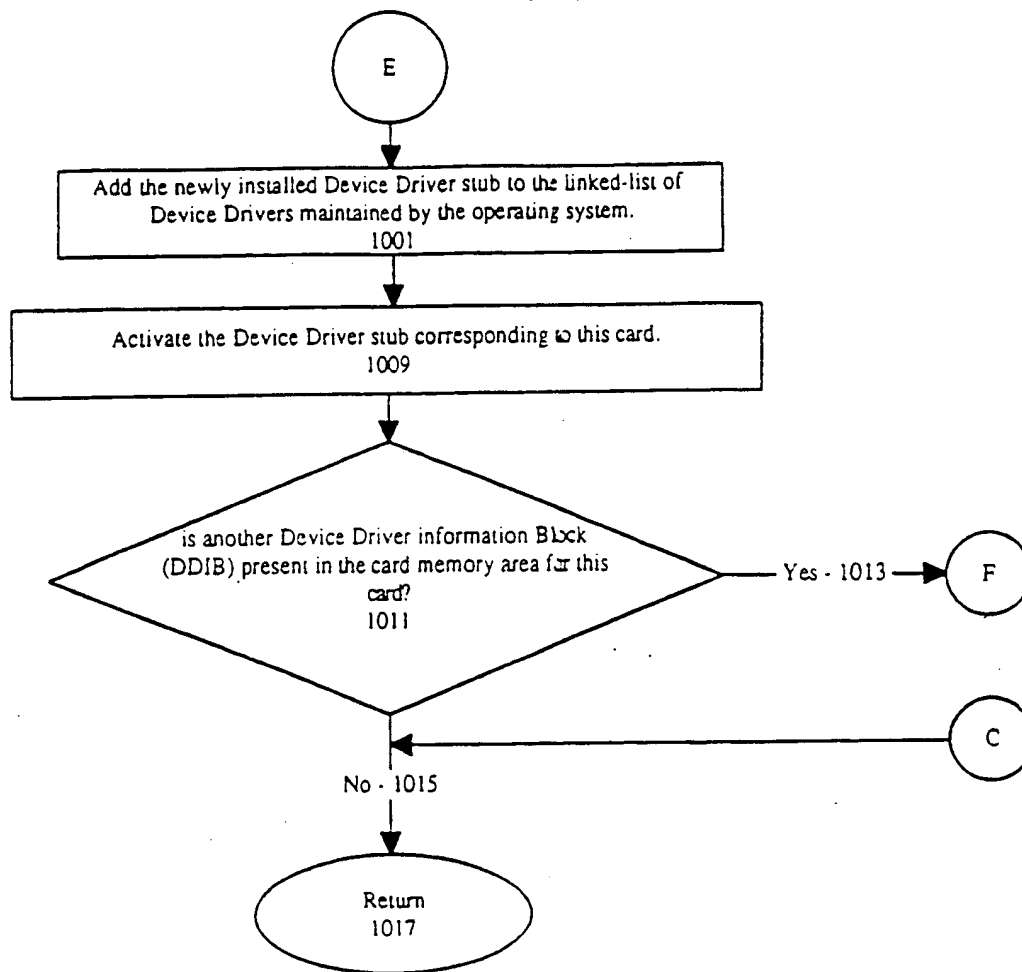 E
Add the newly installed Device Driver stub to the linked-list of
Device Drivers maintained by the operating system.
1001
Activate the Device Driver stub corresponding to this card.
1009
is another Device Driver information Block
(DDIB) present in the card memory area for this
card?
1011
Yes - 1013
F
C
No - 1015
Return
1017